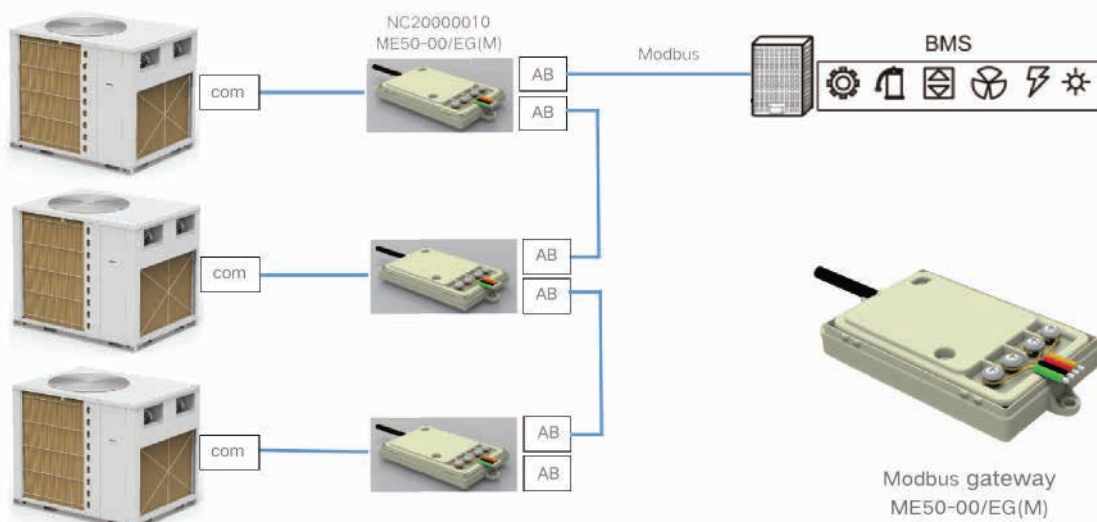 NC20000010
ME50-00/EG(M)
com
AB
AB
Modbus
BMS
com
AB
AB
com
AB
AB
Modbus gateway
ME50-00/EG(M)